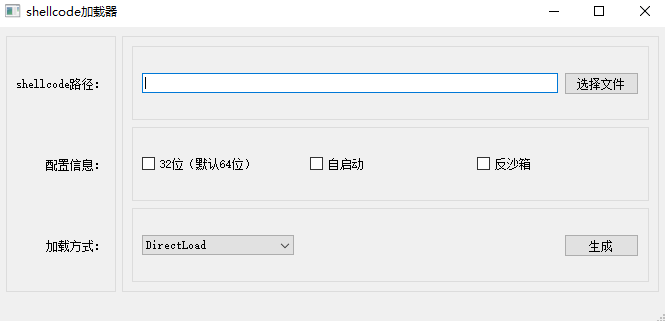 shellcode加载器
shellcode路径：
选择文件
配置信息：
32位（默认64位）
自启动
反沙箱
加载方式：
DirectLoad
生成